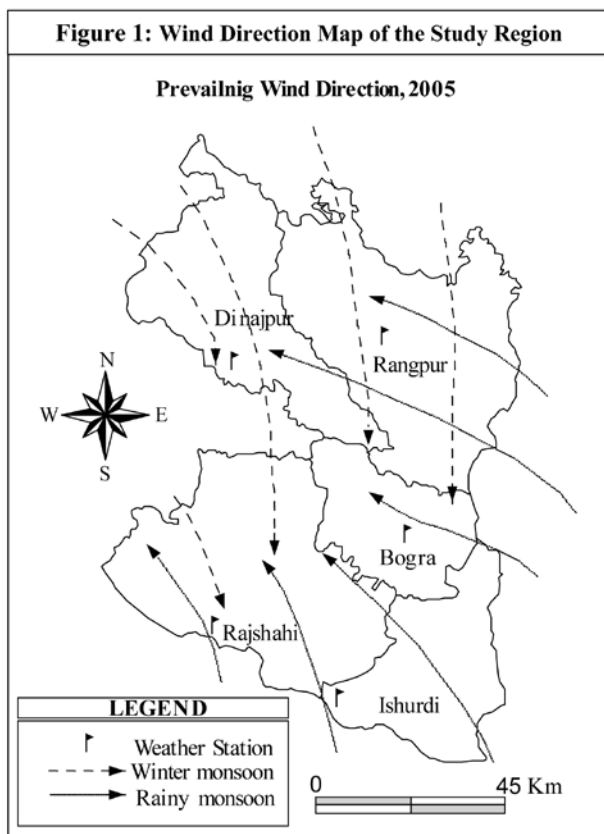 Figure 1: Wind Direction Map of the Study Region
Prevailnig Wind Direction, 2005
Dinajpur
Rangpur
N
W E
S
Bogra
Rajshahi
Ishurdi
LEGEND
Weather Station
Winter monsoon
Rainy monsoon
0 45 Km